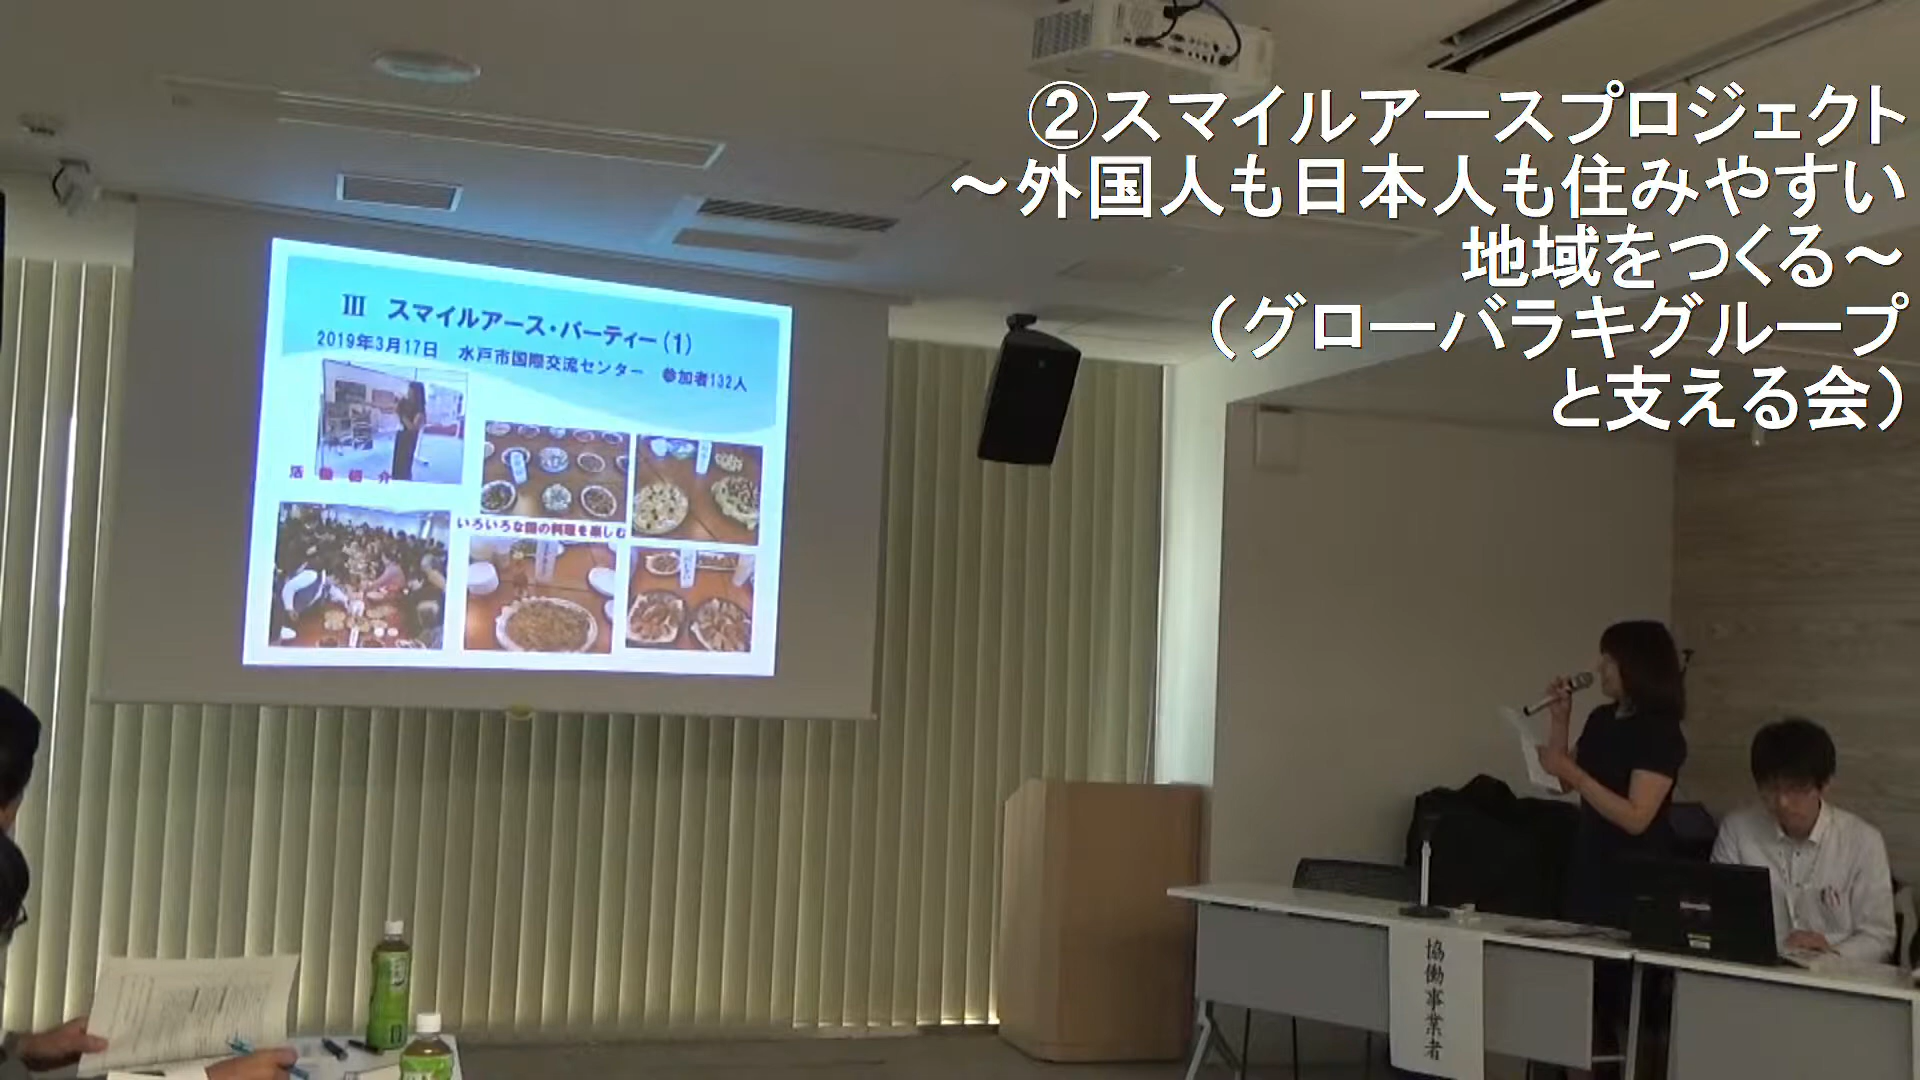 ②スマイルアースプロジェクト
～外国人も日本人も住みやすい
地域をつくる～
（グローバラキグループ
と支える会）
Ⅲ　スマイルアース・パーティー(1)
2019年3月17日　水戸市国際交流センター　参加者132人
活　動　紹　介
いろいろな国の料理を楽しむ
協働事業者